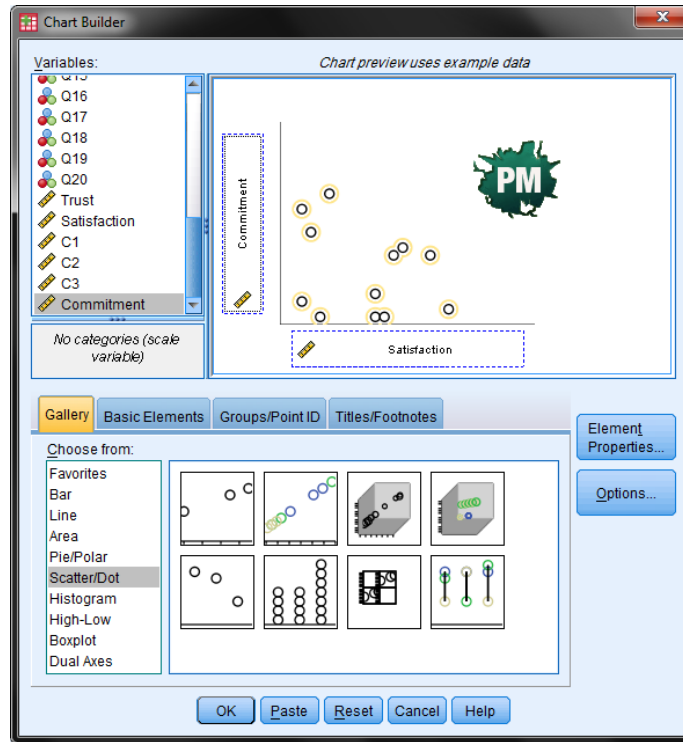 Chart Builder
Variables:
Chart preview uses example data
Q15
Q16
Q17
Q18
Q19
Q20
Trust
Satisfaction
C1
C2
C3
Commitment
No categories (scale
variable)
Commitment
PM
Satisfaction
Gallery
Basic Elements
Groups/Point ID
Titles/Footnotes
Element
Properties...
Options...
Choose from:
Favorites
Bar
Line
Area
Pie/Polar
Scatter/Dot
Histogram
High-Low
Boxplot
Dual Axes
OK
Paste
Reset
Cancel
Help